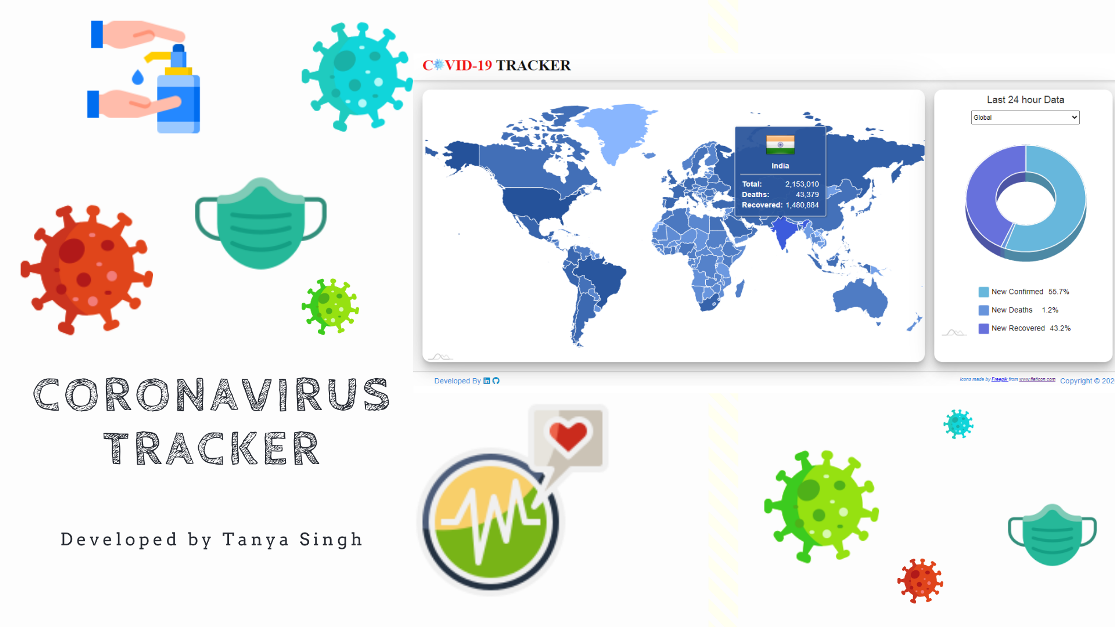 COVID-19 TRACKER
Last 24 hour Data
Global
India
Total: 2,153,010
Deaths: 43,379
Recovered: 1,480,884
New Confirmed 55.7%
New Deaths 1.2%
New Recovered 43.2%
Developed By
Icons made by Freepik from www.flaticon.com
Copyright © 202
CORONAVIRUS
TRACKER
Developed by Tanya Singh